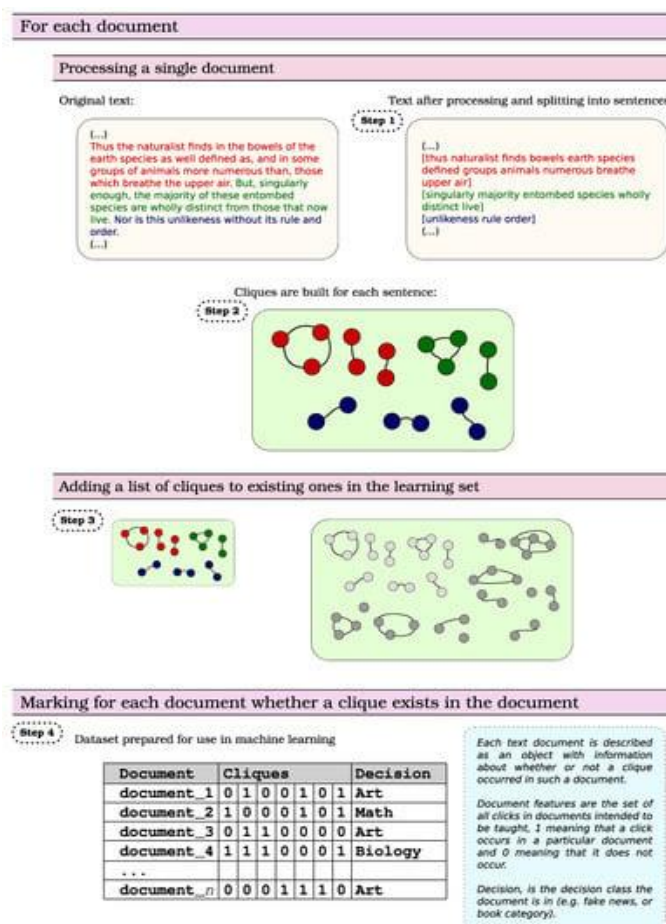 For each document
Processing a single document
Original text:
Text after processing and splitting into sentences
Step 1
(...)
Thus the naturalist finds in the bowels of the
earth species as well defined as, and in some
groups of animals more numerous than, those
which breathe the upper air. But, singularly
enough, the majority of these entombed
species are wholly distinct from those that now
live. Nor is this unlikeness without its rule and
order.
(...)
(...)
[thus naturalist finds bowels earth species
defined groups animals numerous breathe
upper air]
[singularly majority entombed species wholly
distinct live]
[unlikeness rule order]
(...)
Cliques are built for each sentence:
Step 2
Adding a list of cliques to existing ones in the learning set
Step 3
Marking for each document whether a clique exists in the document
Step 4
Dataset prepared for use in machine learning
Document Cliques Decision
document_1 0 1 0 0 1 0 1 Art
document_2 1 0 0 0 1 0 1 Math
document_3 0 1 1 0 0 0 0 Art
document_4 1 1 1 0 0 0 1 Biology
...
document_n 0 0 0 1 1 1 0 Art
Each text document is described
as an object with information
about whether or not a clique
occurred in such a document.
Document features are the set of
all clicks in documents intended to
be taught, 1 meaning that a click
occurs in a particular document
and 0 meaning that it does not
occur.
Decision, is the decision class the
document is in (e.g. fake news, or
book category).